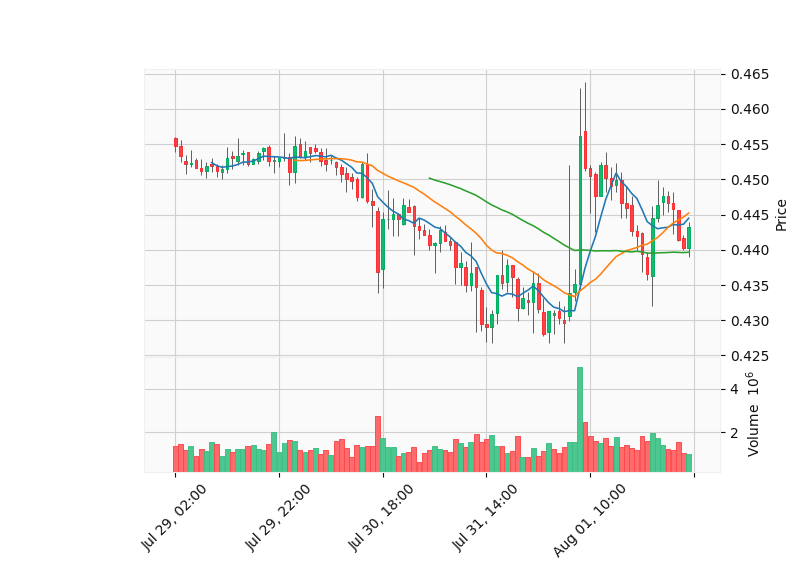 0.465
0.460
0.455
0.450
0.445
0.440
0.435
0.430
0.425
Price
4
2
Volume 10⁶
Jul 29, 02:00
Jul 29, 22:00
Jul 30, 18:00
Jul 31, 14:00
Aug 01, 10:00